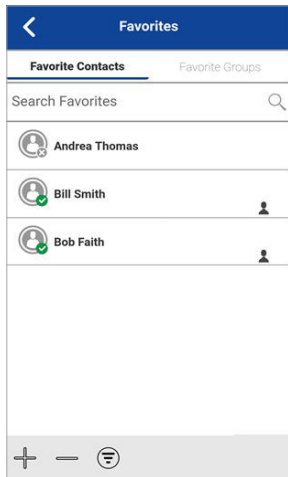 Favorites
Favorite Contacts Favorite Groups
Search Favorites
Andrea Thomas
Bill Smith
Bob Faith